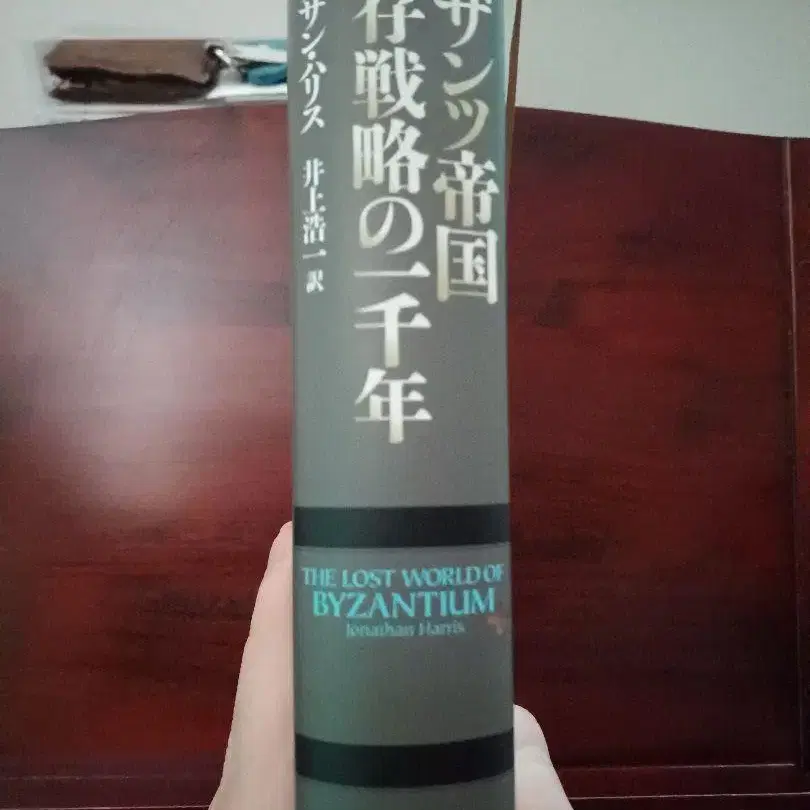 ザンツ帝国
存戦略の一千年
サン・ハリス 井上浩一 訳
THE LOST WORLD OF
BYZANTIUM
Jonathan Harris